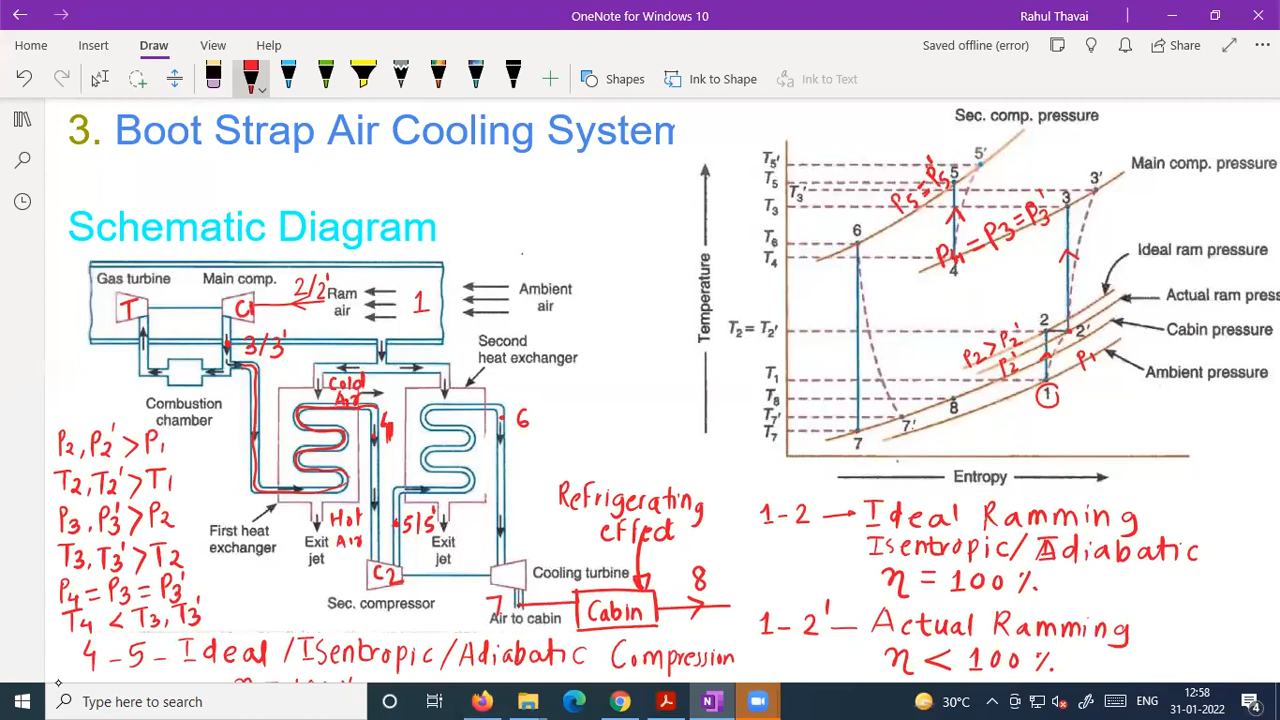 OneNote for Windows 10
Rahul Thavai
Home
Insert
Draw
View
Help
Saved offline (error)
Share
Shapes
Ink to Shape
Ink to Text
3. Boot Strap Air Cooling System
Schematic Diagram
Gas turbine
Main comp.
T
C1
2/2'
Ram air
1
Ambient air
3/3'
Second heat exchanger
Combustion chamber
Cold Air
4
6
First heat exchanger
Hot Air
Exit jet
5/5'
Exit jet
C2
Sec. compressor
Cooling turbine
7
Air to cabin
Refrigerating effect
Cabin
8
P2, P2' > P1
T2, T2' > T1
P3, P3' > P2
T3, T3' > T2
P4 = P3 = P3'
T4 < T3, T3'
4 - 5 - Ideal /Isentropic/Adiabatic Compression
Sec. comp. pressure
Main comp. pressure
Ideal ram pressure
Actual ram press
Cabin pressure
Ambient pressure
Temperature
Entropy
T5'
T5
T3'
T3
T6
T4
T2 = T2'
T1
T8
T7'
T7
5'
5
3'
3
6
4
2
2'
1
8
7'
7
P5 = P5'
P4 = P3 = P3'
P2 > P2'
P2'
P1
1-2 → Ideal Ramming
Isentropic/Adiabatic
η = 100 %.
1-2' - Actual Ramming
η < 100 %.
Type here to search
30°C
ENG
12:58
31-01-2022
4